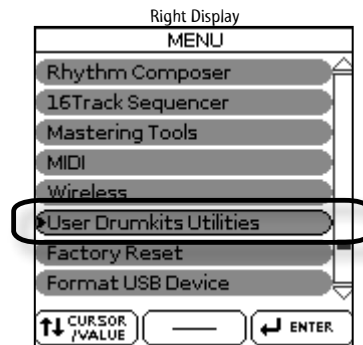 Right Display
MENU
Rhythm Composer
16Track Sequencer
Mastering Tools
MIDI
Wireless
User Drumkits Utilities
Factory Reset
Format USB Device
CURSOR
/VALUE
ENTER